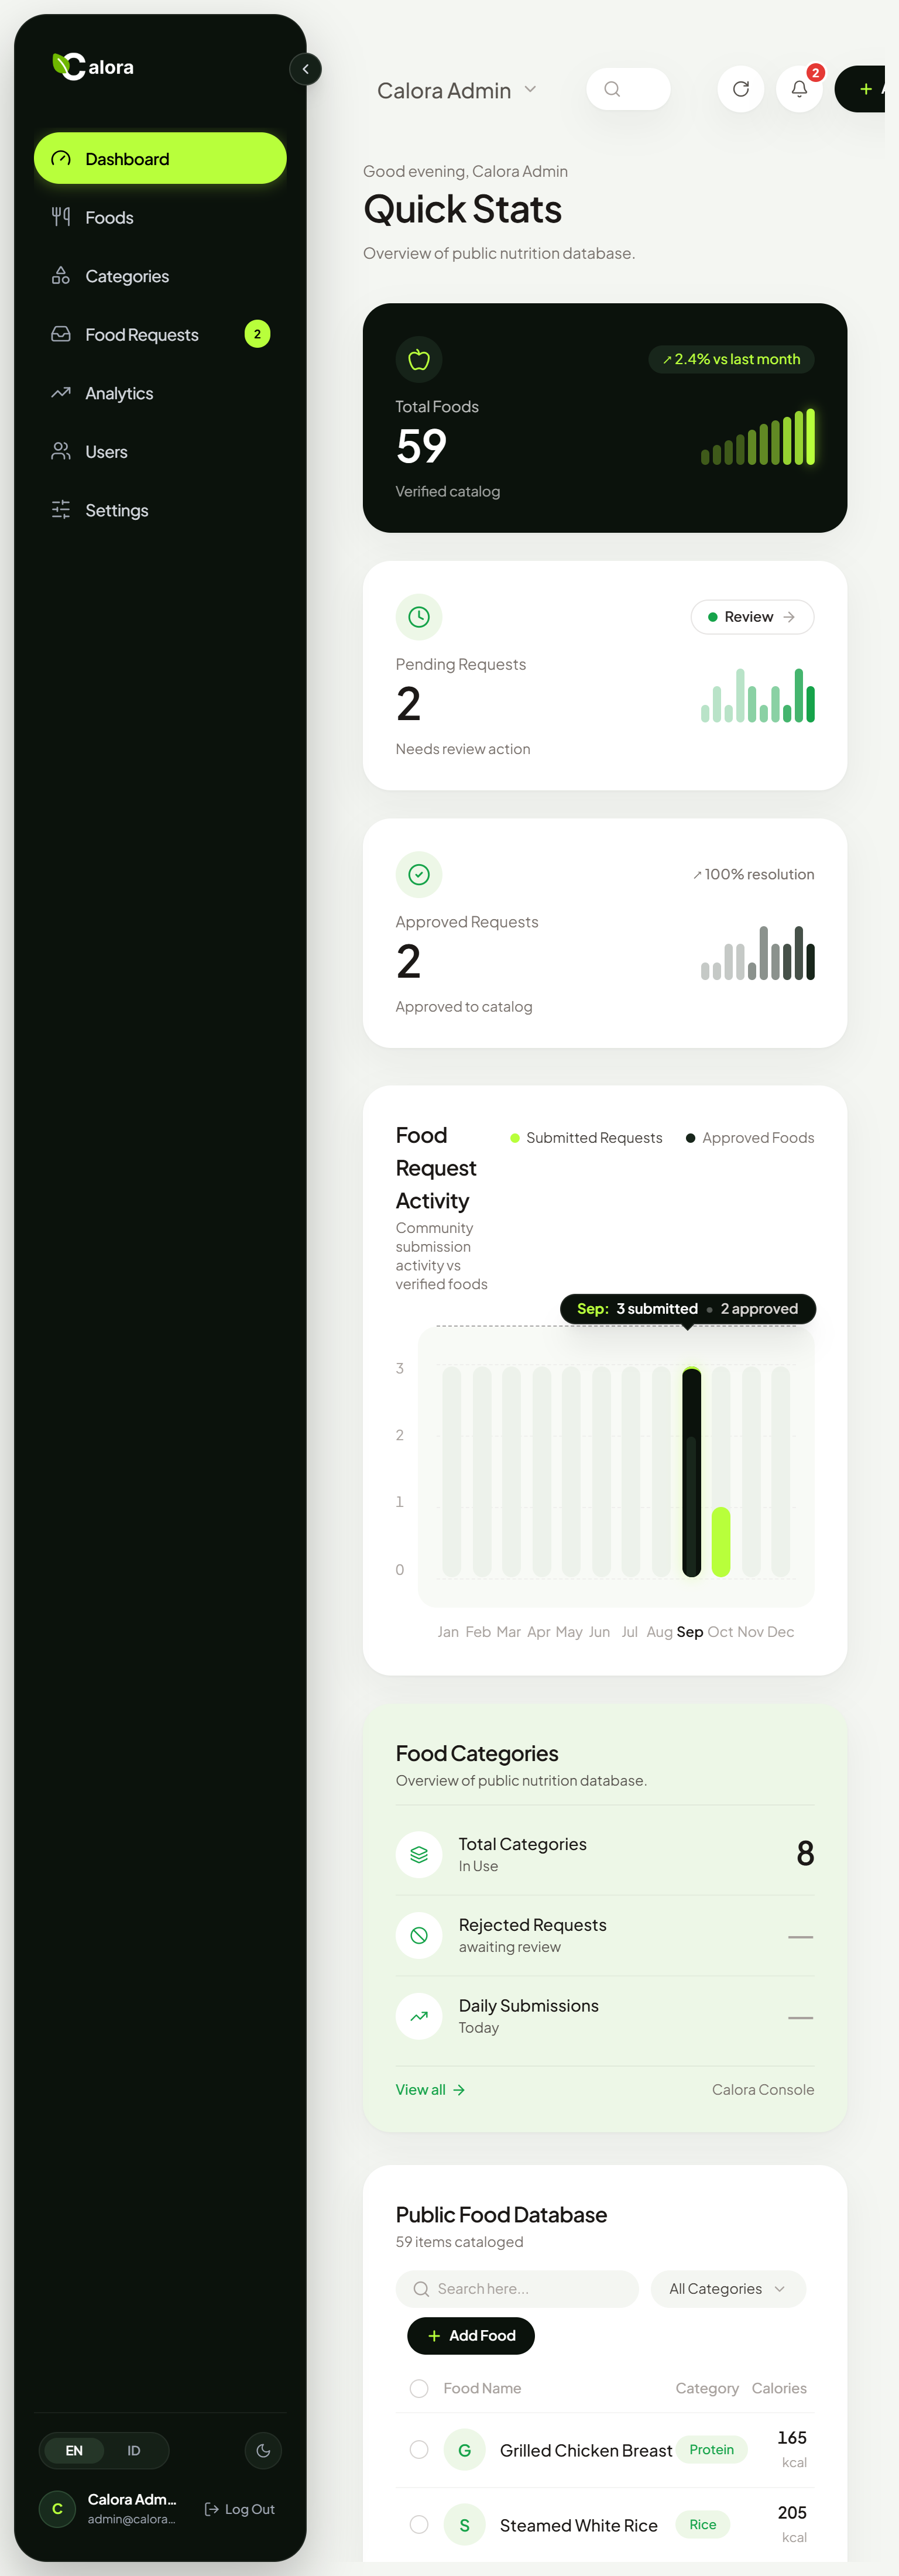 Calora
Dashboard
Foods
Categories
Food Requests 2
Analytics
Users
Settings
EN ID
C
Calora Adm...
admin@calora...
Log Out
Calora Admin
2
+
Good evening, Calora Admin
Quick Stats
Overview of public nutrition database.
↗ 2.4% vs last month
Total Foods
59
Verified catalog
Review →
Pending Requests
2
Needs review action
↗ 100% resolution
Approved Requests
2
Approved to catalog
Food
Request
Activity
Submitted Requests Approved Foods
Community
submission
activity vs
verified foods
Sep: 3 submitted • 2 approved
3
2
1
0
Jan Feb Mar Apr May Jun Jul Aug Sep Oct Nov Dec
Food Categories
Overview of public nutrition database.
Total Categories
In Use
8
Rejected Requests
awaiting review
—
Daily Submissions
Today
—
View all →
Calora Console
Public Food Database
59 items cataloged
Search here...
All Categories
+ Add Food
Food Name Category Calories
G Grilled Chicken Breast Protein 165
kcal
S Steamed White Rice Rice 205
kcal